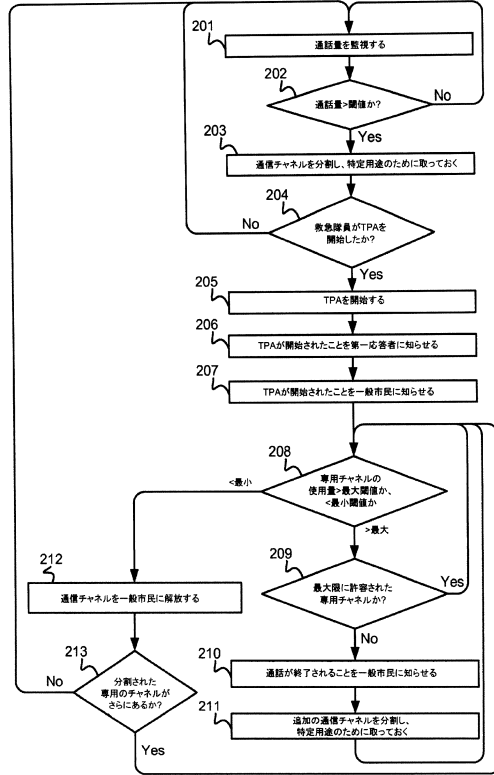 201
通話量を監視する
202
通話量>閾値か?
No
Yes
203
通信チャネルを分割し、特定用途のために取っておく
204
救急隊員がTPAを
開始したか?
No
Yes
205
TPAを開始する
206
TPAが開始されたことを第一応答者に知らせる
207
TPAが開始されたことを一般市民に知らせる
208
専用チャネルの
使用量>最大閾値か、
<最小閾値か
<最小
>最大
209
最大限に許容された
専用チャネルか?
Yes
No
212
通信チャネルを一般市民に解放する
213
分割された
専用のチャネルが
さらにあるか?
No
Yes
210
通話が終了されることを一般市民に知らせる
211
追加の通信チャネルを分割し、
特定用途のために取っておく